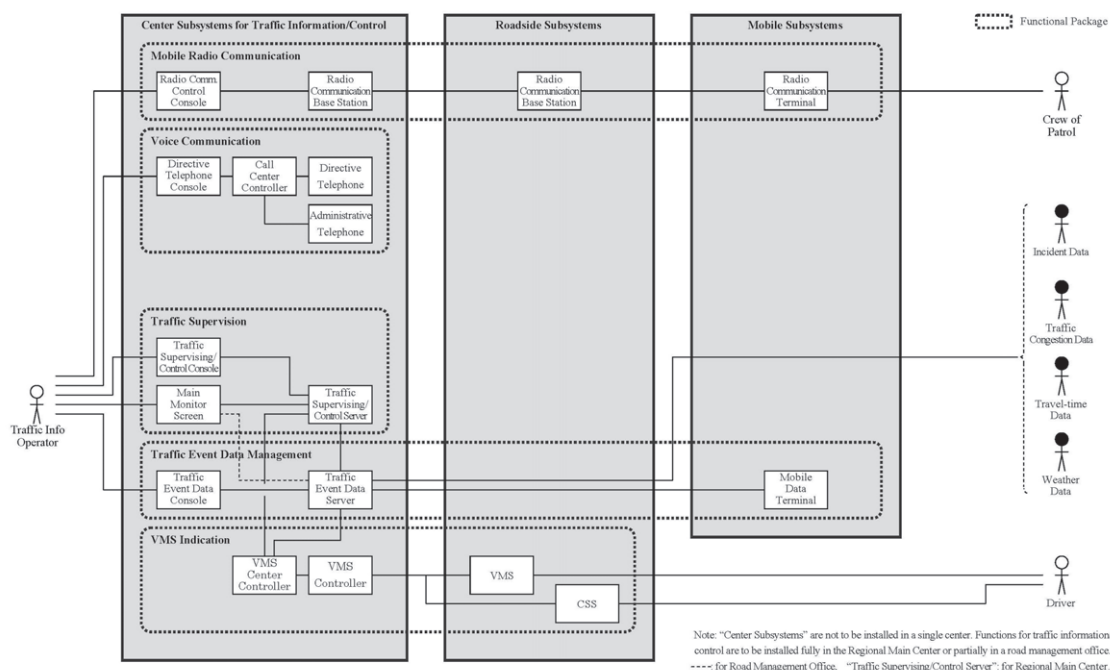 Center Subsystems for Traffic Information/Control
Roadside Subsystems
Mobile Subsystems
Functional Package
Mobile Radio Communication
Radio Comm.
Control
Console
Radio
Communication
Base Station
Radio
Communication
Base Station
Radio
Communication
Terminal
Crew of
Patrol
Voice Communication
Directive
Telephone
Console
Call
Center
Controller
Directive
Telephone
Administrative
Telephone
Incident Data
Traffic
Congestion Data
Travel-time
Data
Weather
Data
Traffic Supervision
Traffic
Supervising/
Control Console
Main
Monitor
Screen
Traffic
Supervising/
Control Server
Traffic Info
Operator
Traffic Event Data Management
Traffic
Event Data
Console
Traffic
Event Data
Server
Mobile
Data
Terminal
VMS Indication
VMS
Center
Controller
VMS
Controller
VMS
CSS
Driver
Note: “Center Subsystems” are not to be installed in a single center. Functions for traffic information
control are to be installed fully in the Regional Main Center or partially in a road management office.
-----: for Road Management Office, “Traffic Supervising/Control Server”: for Regional Main Center.